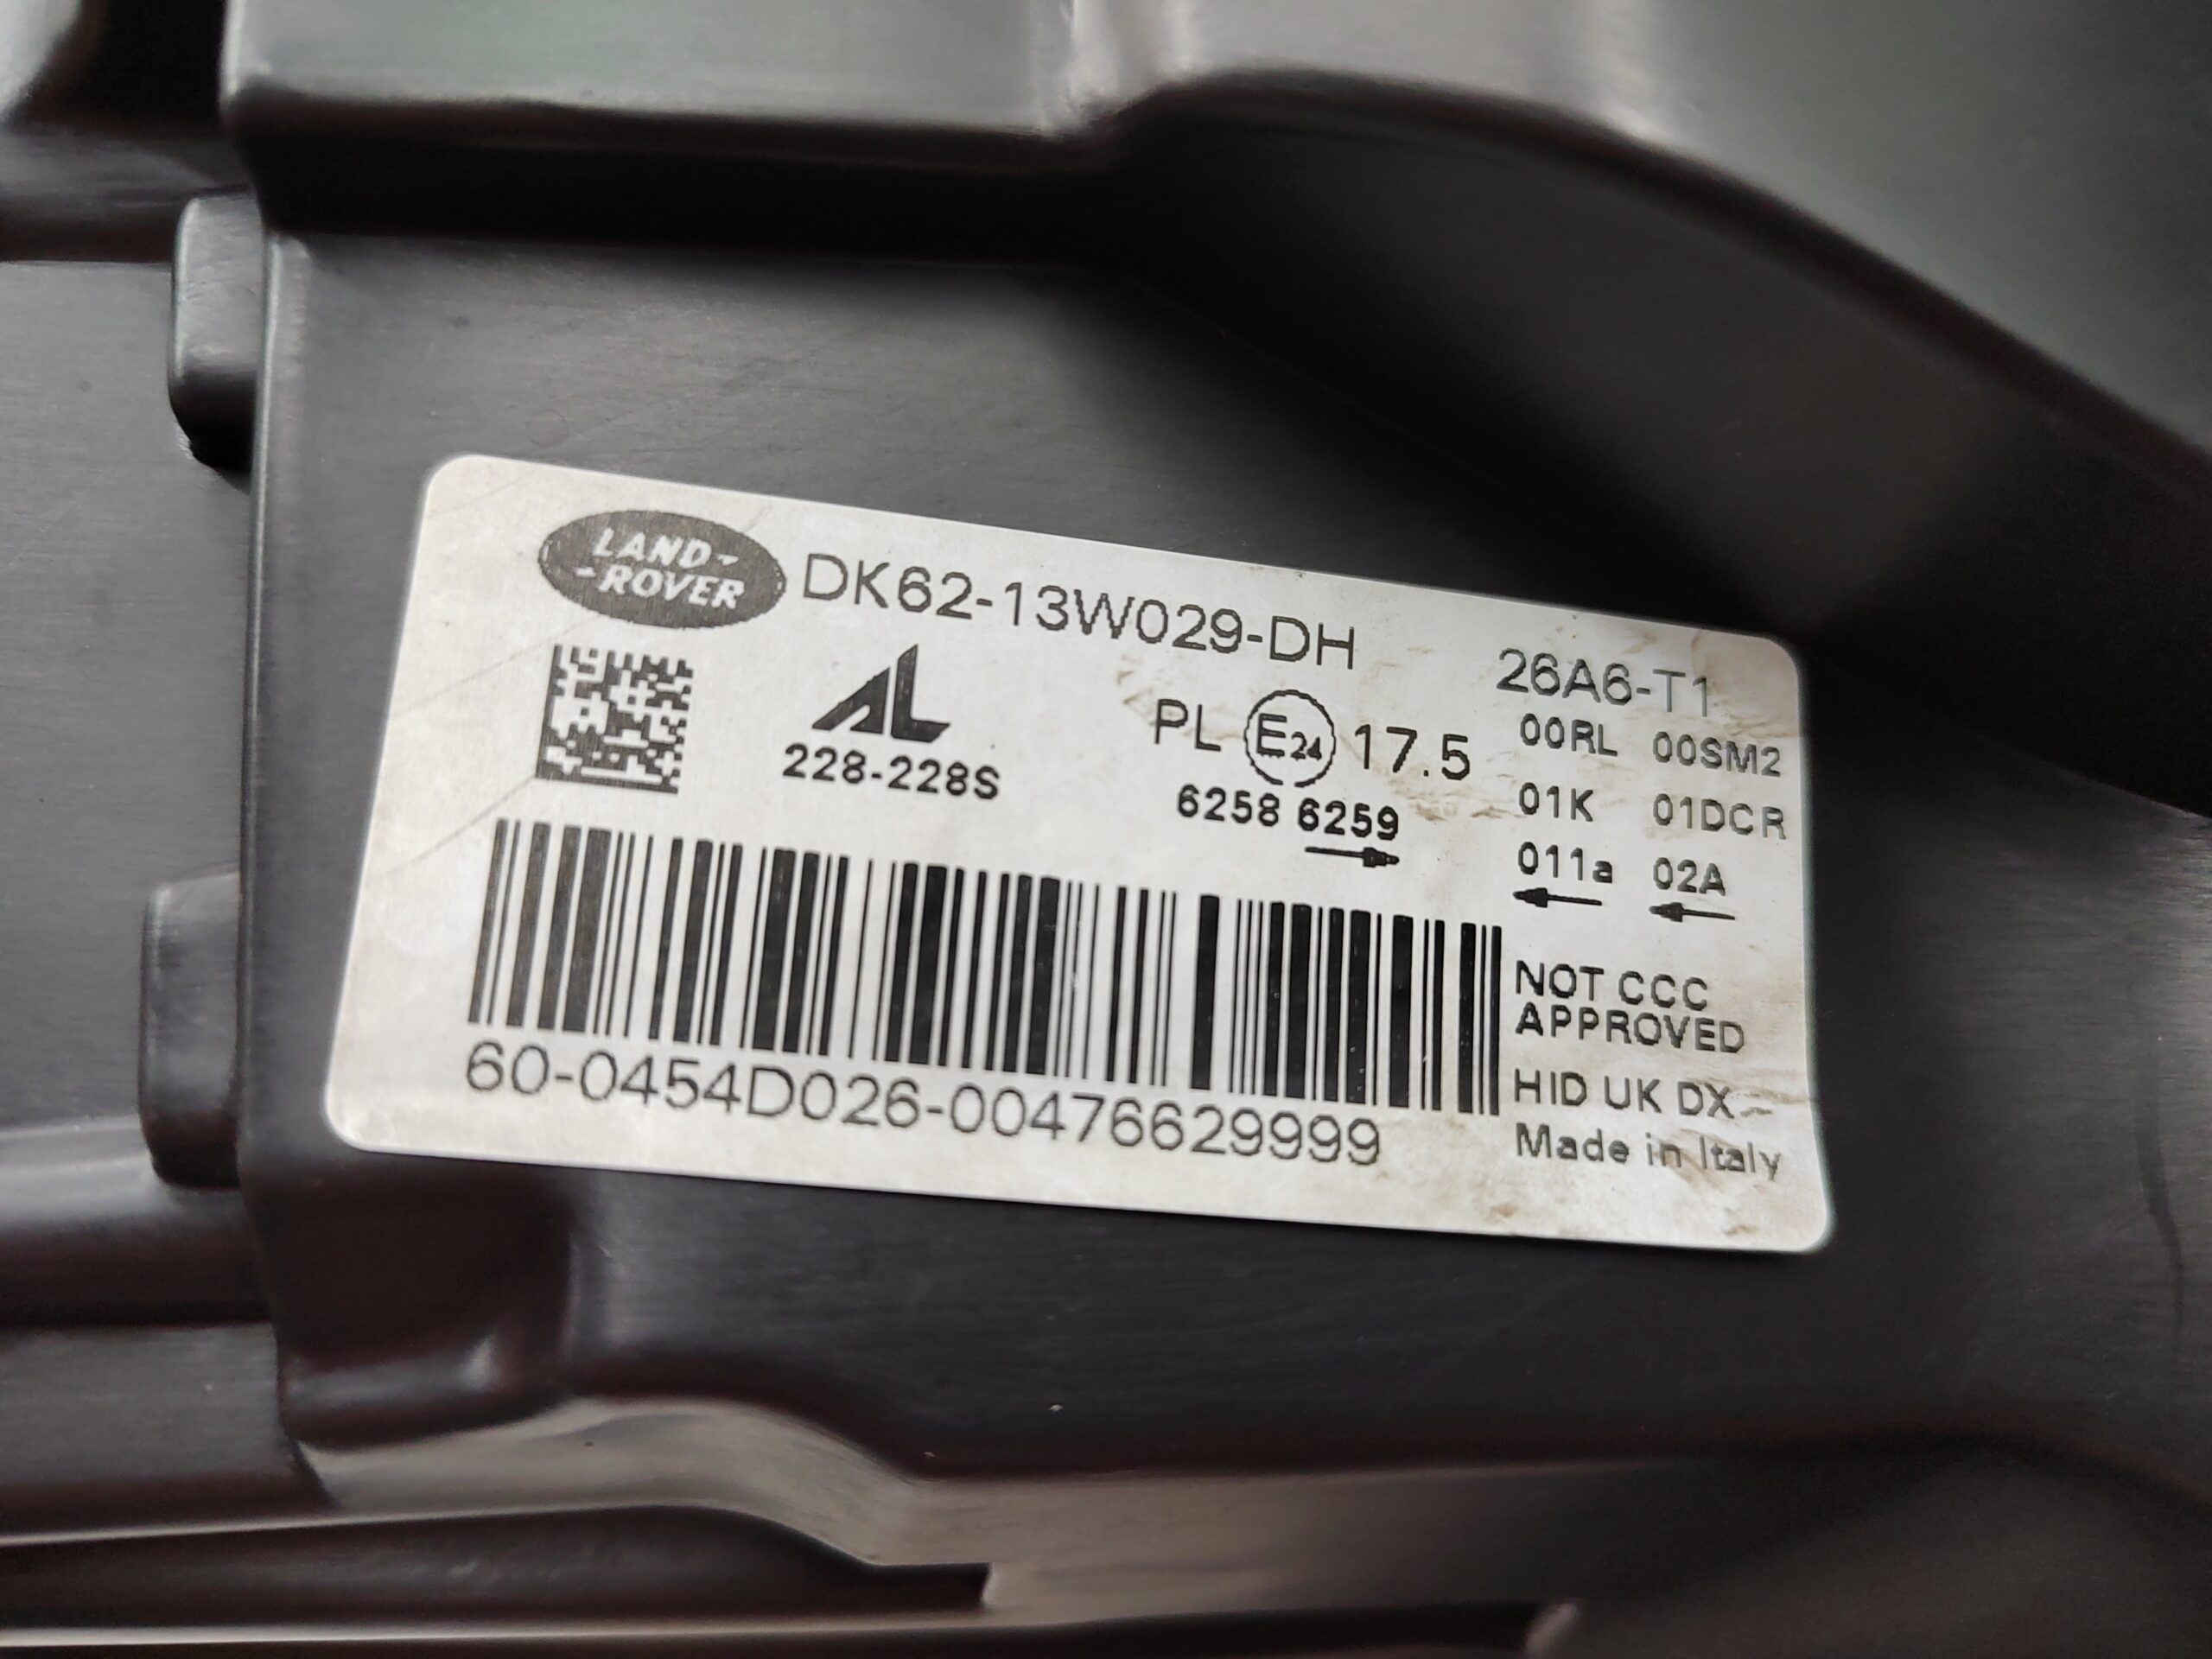 LAND-
-ROVER
DK62-13W029-DH
26A6-T1
AL
228-228S
PL E24 17.5
6258 6259
00RL 00SM2
01K 01DCR
011a 02A
NOT CCC
APPROVED
HID UK DX
Made in Italy
60-0454D026-00476629999